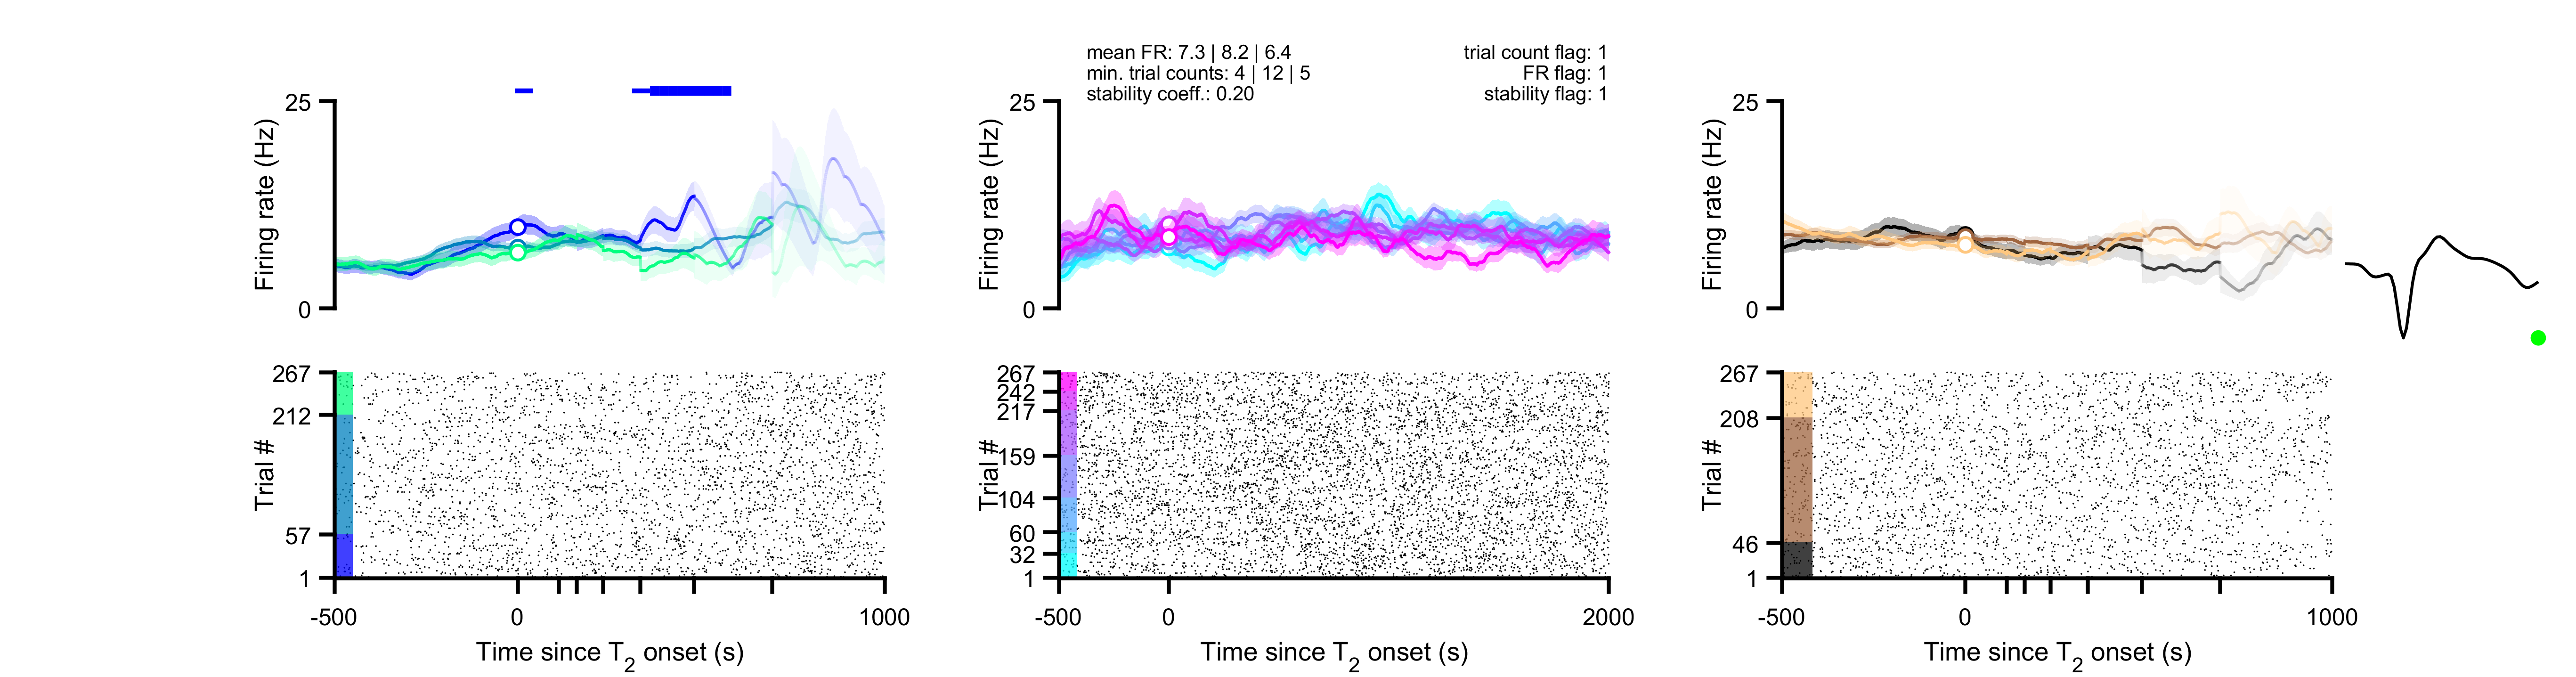 mean FR: 7.3 | 8.2 | 6.4
min. trial counts: 4 | 12 | 5
stability coeff.: 0.20
trial count flag: 1
FR flag: 1
stability flag: 1
25
Firing rate (Hz)
0
25
Firing rate (Hz)
0
25
Firing rate (Hz)
0
267
212
Trial #
57
1
-500
0
1000
Time since T2 onset (s)
267
242
217
Trial #
159
104
60
32
1
-500
0
2000
Time since T2 onset (s)
267
208
Trial #
46
1
-500
0
1000
Time since T2 onset (s)